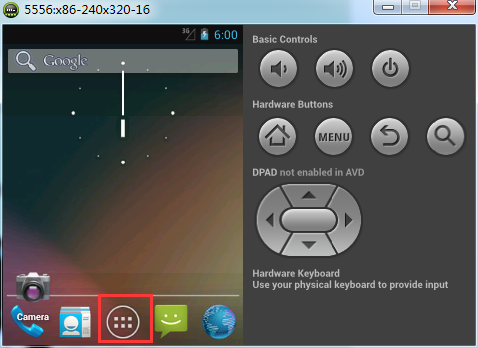 5556:x86-240x320-16
3G
6:00
Google
Camera
Basic Controls
Hardware Buttons
MENU
DPAD not enabled in AVD
Hardware Keyboard
Use your physical keyboard to provide input